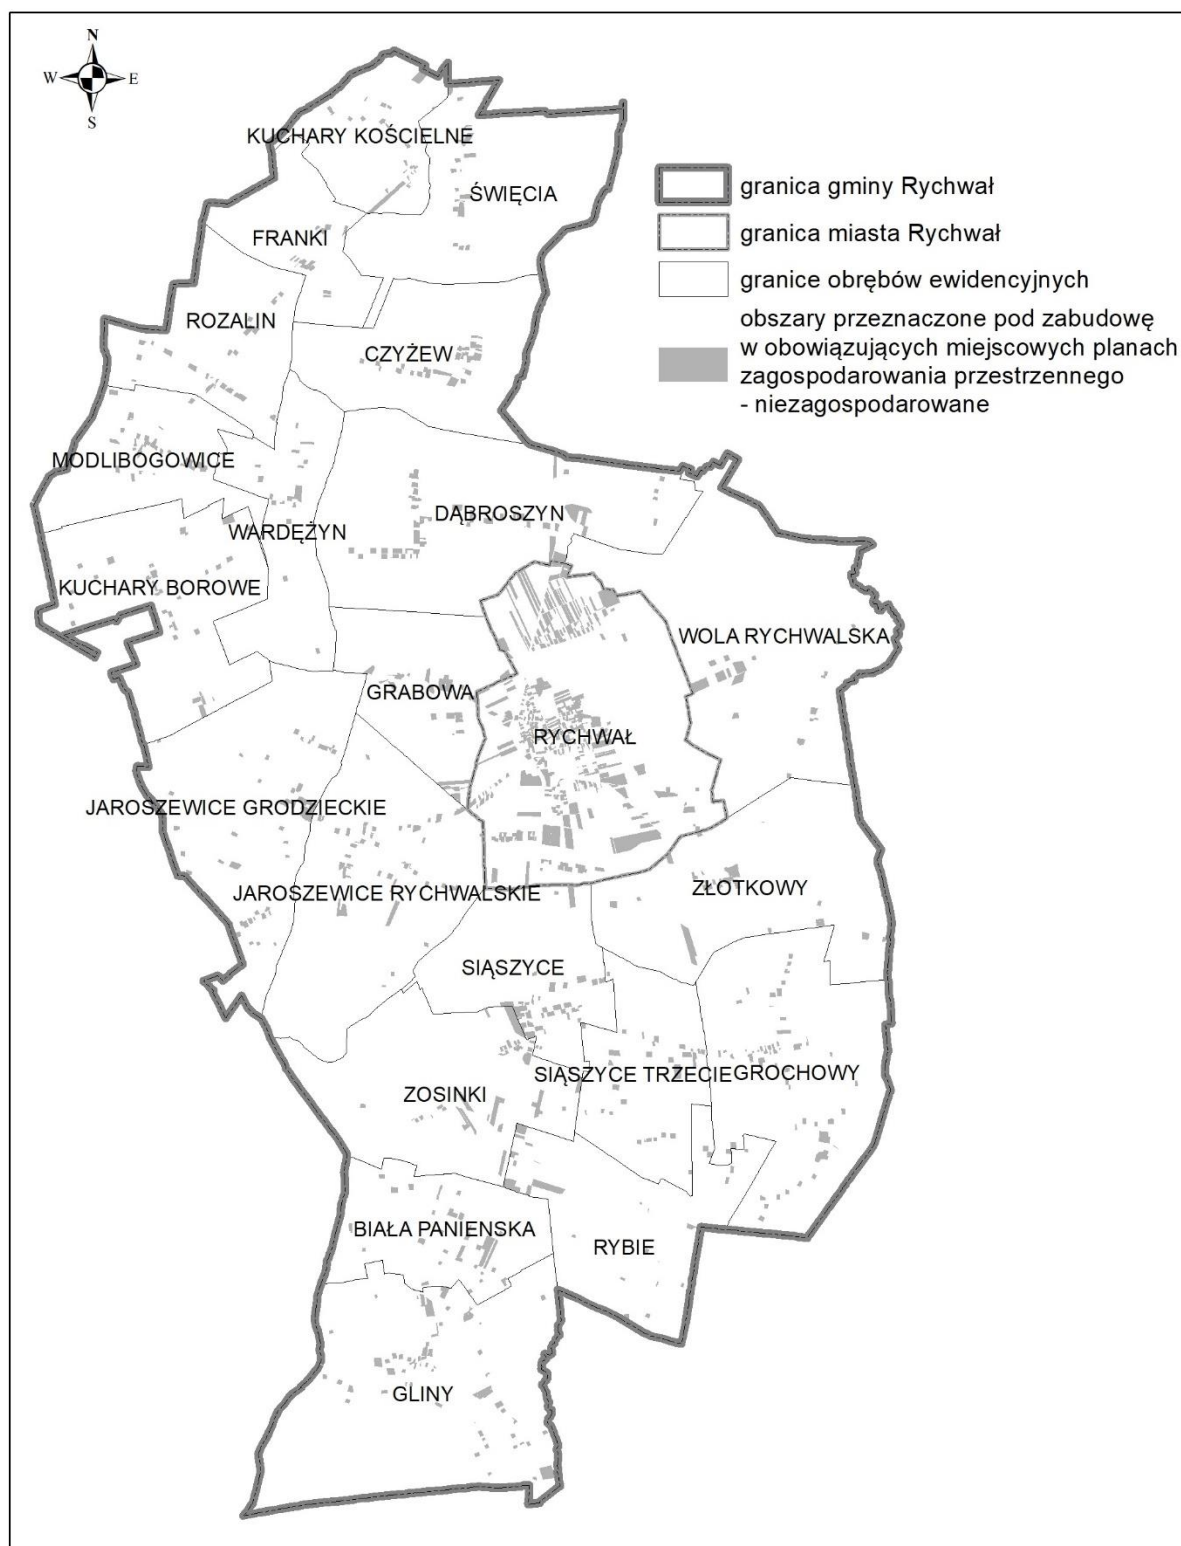 N
W
E
S
KUCHARY KOŚCIELNE
ŚWIĘCIA
granica gminy Rychwał
granica miasta Rychwał
granice obrębów ewidencyjnych
obszary przeznaczone pod zabudowę
w obowiązujących miejscowych planach
zagospodarowania przestrzennego
- niezagospodarowane
FRANKI
ROZALIN
CZYŻEW
MODLIBOGOWICE
DĄBROSZYN
WARDĘŻYN
KUCHARY BOROWE
WOLA RYCHWALSKA
GRABOWA
RYCHWAŁ
JAROSZEWICE GRODZIECKIE
JAROSZEWICE RYCHWALSKIE
ZŁOTKOWY
SIĄSZYCE
SIĄSZYCE TRZECIE
GROCHOWY
ZOSINKI
BIAŁA PANIENSKA
RYBIE
GLINY